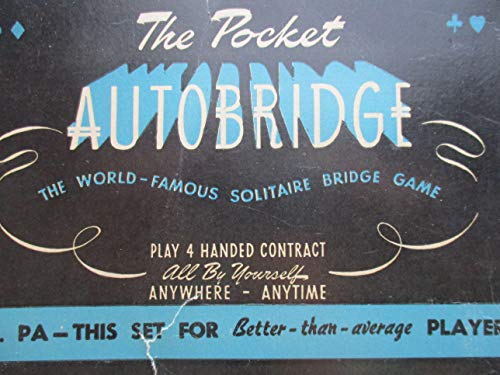 The Pocket
AUTOBRIDGE
THE WORLD-FAMOUS SOLITAIRE BRIDGE GAME
PLAY 4 HANDED CONTRACT
All By Yourself
ANYWHERE - ANYTIME
. PA-THIS SET FOR Better-than-average PLAYER